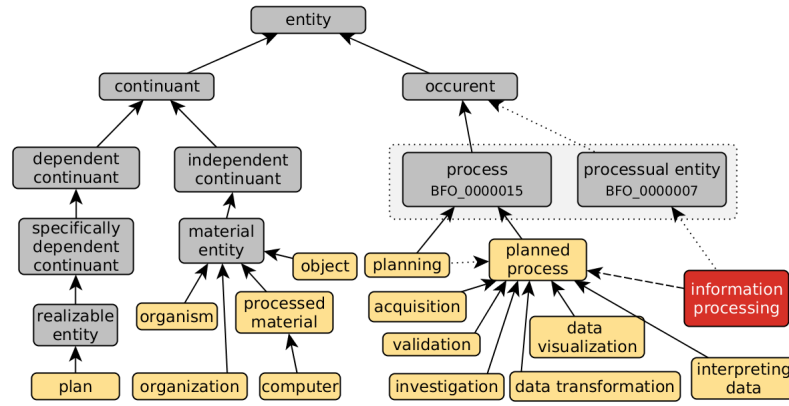 entity
continuant
occurent
dependent
continuant
independent
continuant
process
BFO_0000015
processual entity
BFO_0000007
specifically
dependent
continuant
material
entity
object
planning
planned
process
information
processing
realizable
entity
organism
processed
material
acquisition
validation
data
visualization
plan
organization
computer
investigation
data transformation
interpreting
data